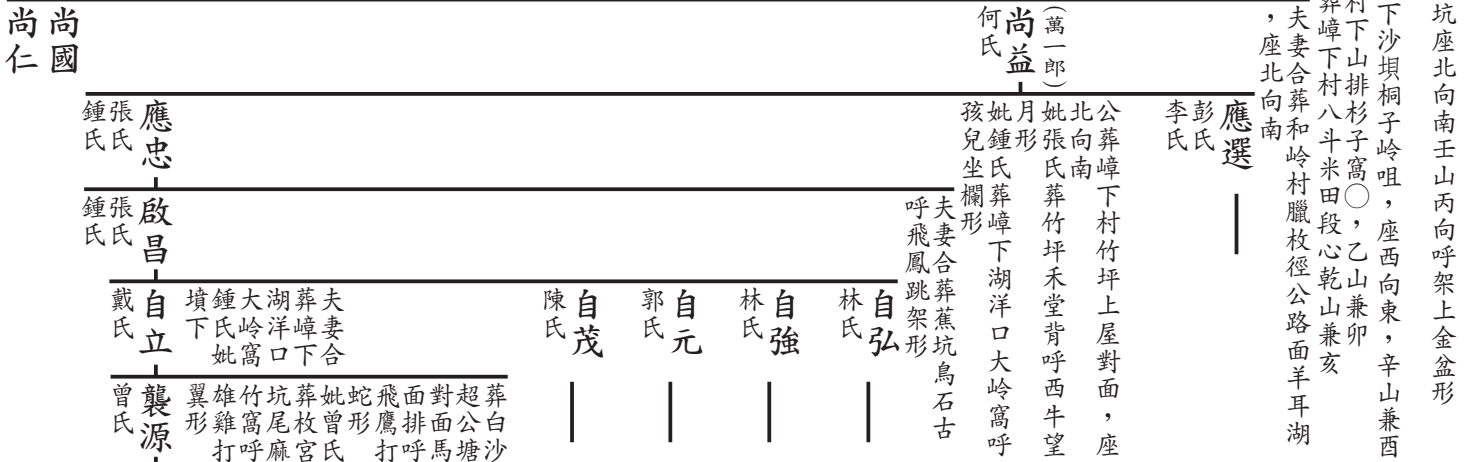 坑座北向南壬山丙向呼架上金盆形
下沙垻桐子岭咀，座西向東，辛山兼酉
村下山排杉子窩○，乙山兼卯
葬嶂下村八斗米田段心乾山兼亥
夫妻合葬和岭村臘枚徑公路面羊耳湖
，座北向南
(萬一郎)
尚益
何氏
尚國
尚仁
應選
彭氏
李氏
公葬嶂下村竹坪上屋對面，座
北向南
妣張氏葬竹坪禾堂背呼西牛望
月形
妣鍾氏葬嶂下湖洋口大岭窩呼
孩兒坐欄形
應忠
張氏
鍾氏
夫妻合葬蕉坑鳥石古
呼飛鳳跳架形
啟昌
張氏
鍾氏
自弘
林氏
自強
林氏
自元
郭氏
自茂
陳氏
夫妻合
葬嶂下
湖洋口
大岭窩
鍾氏妣
墳下
自立
戴氏
葬白沙
超公塘
對面馬
面排呼
飛鷹打
蛇形
妣曾氏
葬枚宮
坑尾麻
竹窩呼
雄雞打
翼形
襲源
曾氏